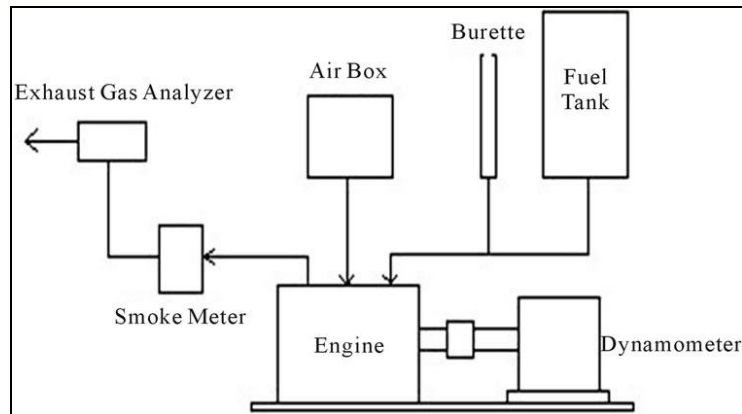 Burette
Fuel
Tank
Air Box
Exhaust Gas Analyzer
Smoke Meter
Engine
Dynamometer